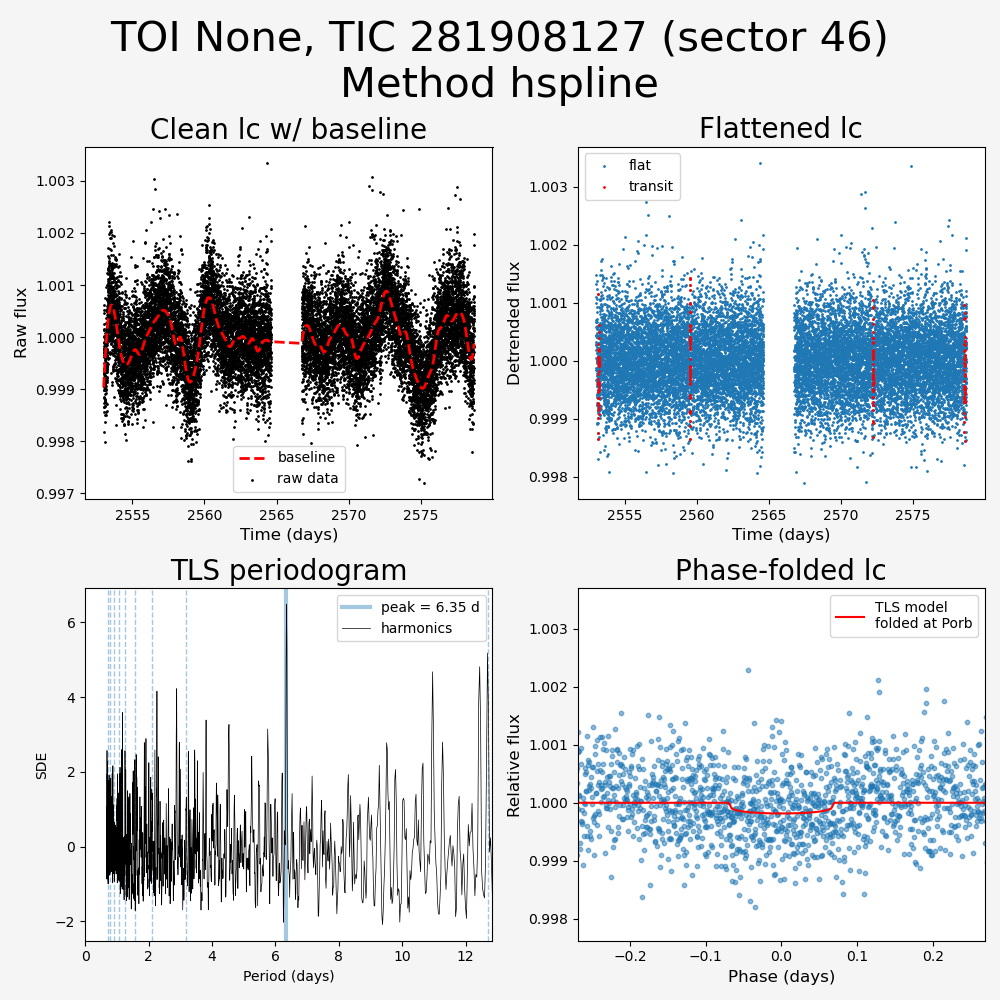 TOI None, TIC 281908127 (sector 46)
Method hspline
Clean lc w/ baseline
Raw flux
1.003
1.002
1.001
1.000
0.999
0.998
0.997
baseline
raw data
2555
2560
2565
2570
2575
Time (days)
Flattened lc
Detrended flux
1.003
1.002
1.001
1.000
0.999
0.998
flat
transit
2555
2560
2565
2570
2575
Time (days)
TLS periodogram
SDE
6
4
2
0
−2
peak = 6.35 d
harmonics
0
2
4
6
8
10
12
Period (days)
Phase-folded lc
Relative flux
1.003
1.002
1.001
1.000
0.999
0.998
TLS model
folded at Porb
−0.2
−0.1
0.0
0.1
0.2
Phase (days)